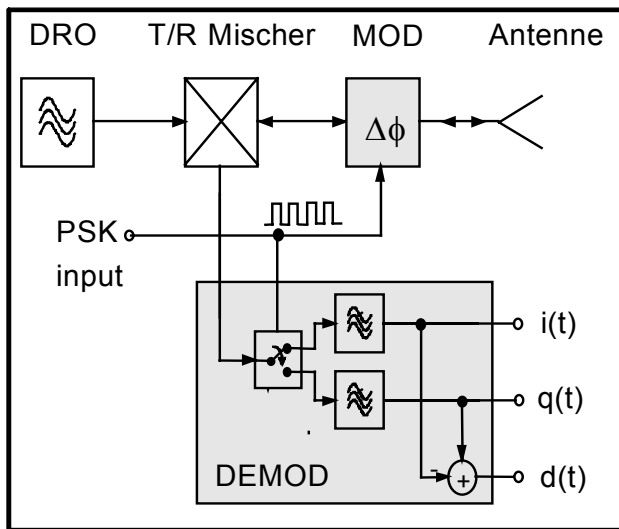 DRO T/R Mischer MOD Antenne
Δϕ
PSK
input
i(t)
q(t)
DEMOD
-
+
d(t)